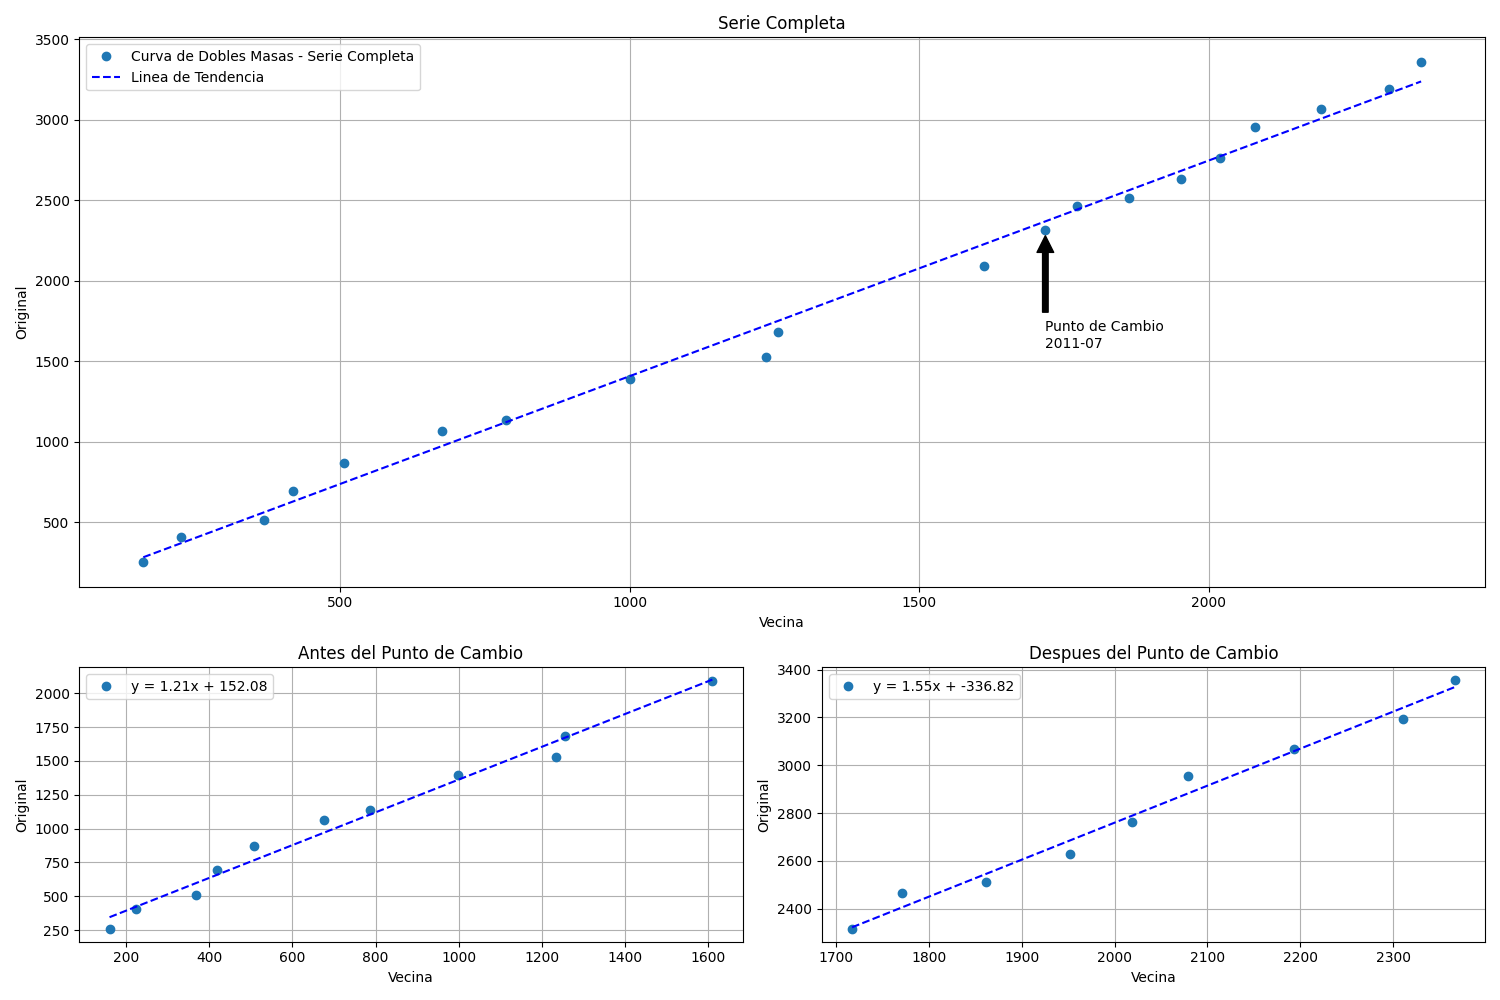 Serie Completa
Curva de Dobles Masas - Serie Completa
Linea de Tendencia
3500
3000
2500
2000
1500
1000
500
Original
Punto de Cambio
2011-07
500
1000
1500
2000
Vecina
Antes del Punto de Cambio
y = 1.21x + 152.08
2000
1750
1500
1250
1000
750
500
250
Original
200
400
600
800
1000
1200
1400
1600
Vecina
Despues del Punto de Cambio
y = 1.55x + -336.82
3400
3200
3000
2800
2600
2400
Original
1700
1800
1900
2000
2100
2200
2300
Vecina